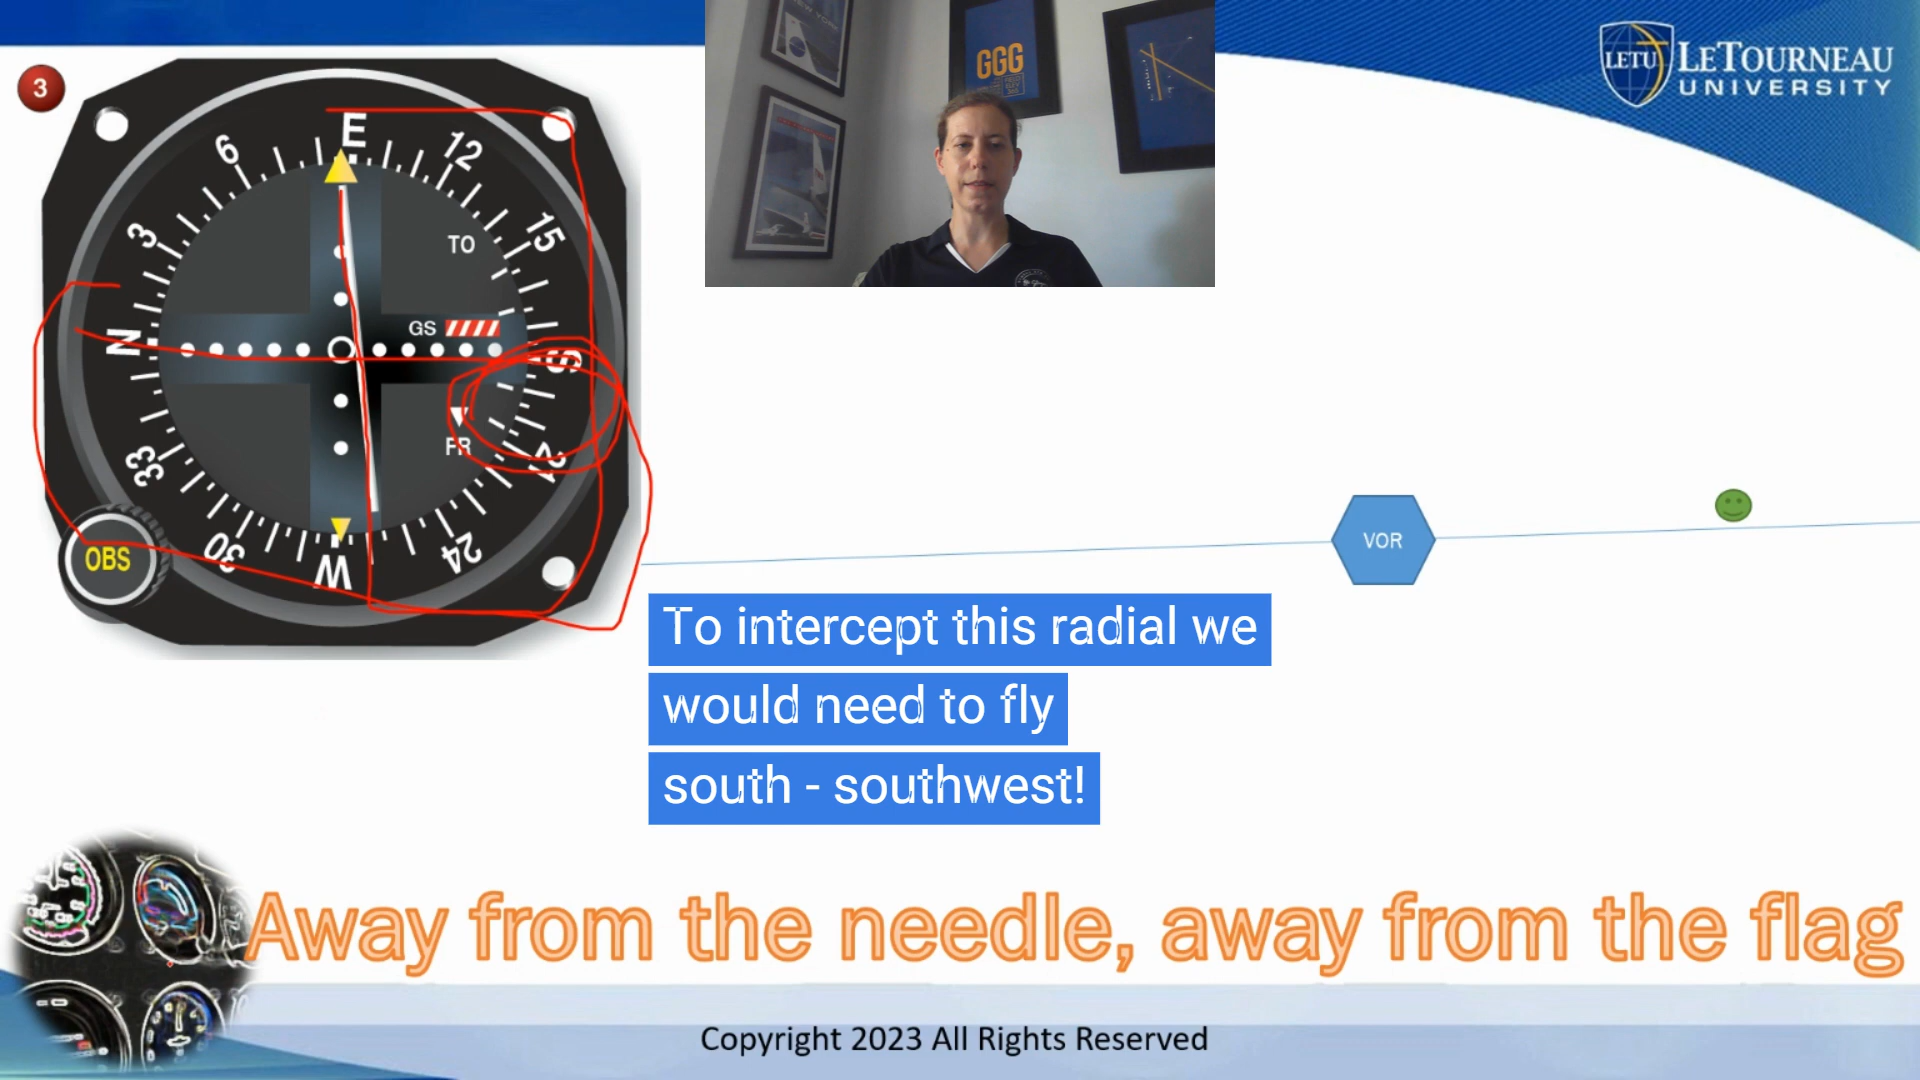 3
NEW YORK
GGG
LETU
LETOURNEAU
UNIVERSITY
E
6
12
3
15
TO
GS
N
S
FR
33
21
OBS
30
24
W
VOR
To intercept this radial we
would need to fly
south - southwest!
Away from the needle, away from the flag
Copyright 2023 All Rights Reserved